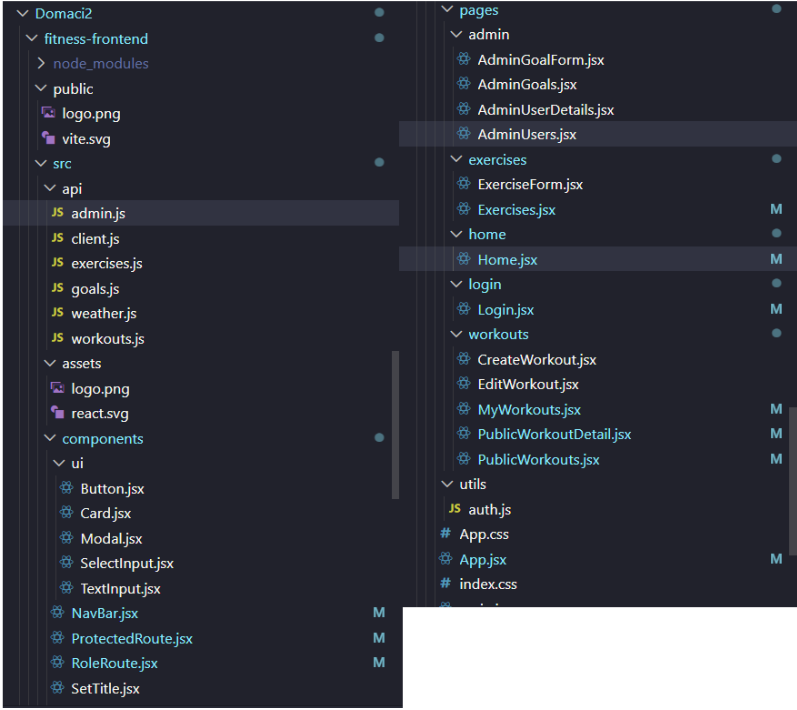 Domaci2
fitness-frontend
node_modules
public
logo.png
vite.svg
src
api
JS admin.js
JS client.js
JS exercises.js
JS goals.js
JS weather.js
JS workouts.js
assets
logo.png
react.svg
components
ui
Button.jsx
Card.jsx
Modal.jsx
SelectInput.jsx
TextInput.jsx
NavBar.jsx M
ProtectedRoute.jsx M
RoleRoute.jsx M
SetTitle.jsx
pages
admin
AdminGoalForm.jsx
AdminGoals.jsx
AdminUserDetails.jsx
AdminUsers.jsx
exercises
ExerciseForm.jsx
Exercises.jsx M
home
Home.jsx M
login
Login.jsx M
workouts
CreateWorkout.jsx
EditWorkout.jsx
MyWorkouts.jsx M
PublicWorkoutDetail.jsx M
PublicWorkouts.jsx M
utils
JS auth.js
# App.css
App.jsx M
# index.css